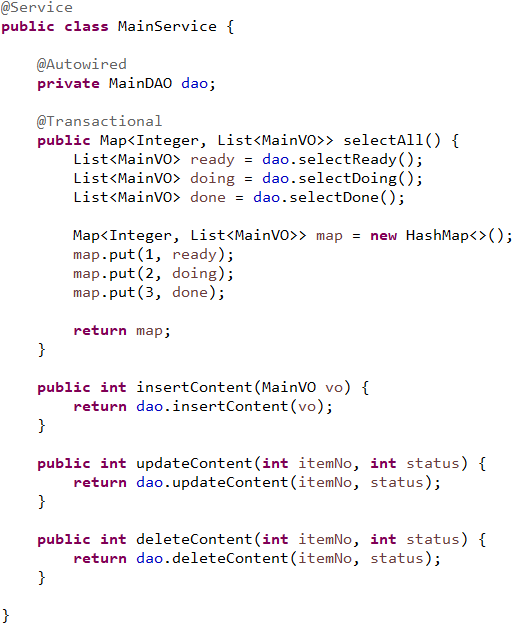 @Service
public class MainService {
    @Autowired
    private MainDAO dao;
    @Transactional
    public Map<Integer, List<MainVO>> selectAll() {
        List<MainVO> ready = dao.selectReady();
        List<MainVO> doing = dao.selectDoing();
        List<MainVO> done = dao.selectDone();
        Map<Integer, List<MainVO>> map = new HashMap<>();
        map.put(1, ready);
        map.put(2, doing);
        map.put(3, done);
        return map;
    }
    public int insertContent(MainVO vo) {
        return dao.insertContent(vo);
    }
    public int updateContent(int itemNo, int status) {
        return dao.updateContent(itemNo, status);
    }
    public int deleteContent(int itemNo, int status) {
        return dao.deleteContent(itemNo, status);
    }
}